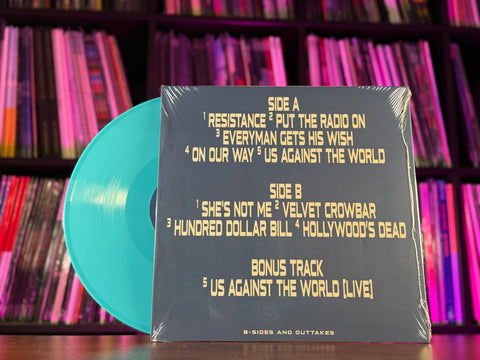 SIDE A
1 RESISTANCE 2 PUT THE RADIO ON
3 EVERYMAN GETS HIS WISH
4 ON OUR WAY 5 US AGAINST THE WORLD
SIDE B
1 SHE'S NOT ME 2 VELVET CROWBAR
3 HUNDRED DOLLAR BILL 4 HOLLYWOOD'S DEAD
BONUS TRACK
5 US AGAINST THE WORLD [LIVE]
B-SIDES AND OUTTAKES